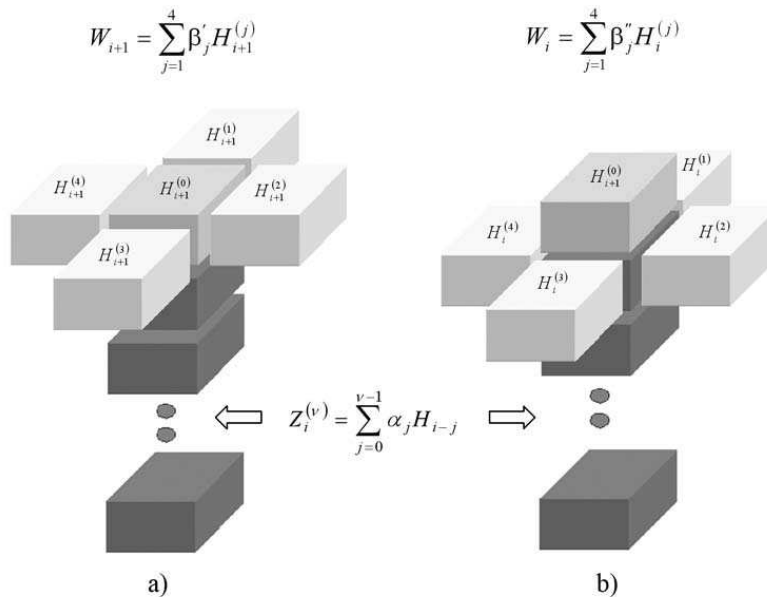 W_{i+1} = \sum_{j=1}^{4} β'_j H_{i+1}^{(j)}
W_i = \sum_{j=1}^{4} β''_j H_i^{(j)}
H_{i+1}^{(1)}
H_{i+1}^{(4)} H_{i+1}^{(0)} H_{i+1}^{(2)}
H_{i+1}^{(3)}
H_{i+1}^{(0)} H_i^{(1)}
H_i^{(4)} H_i^{(2)}
H_i^{(3)}
Z_i^{(ν)} = \sum_{j=0}^{ν-1} α_j H_{i-j}
a)
b)